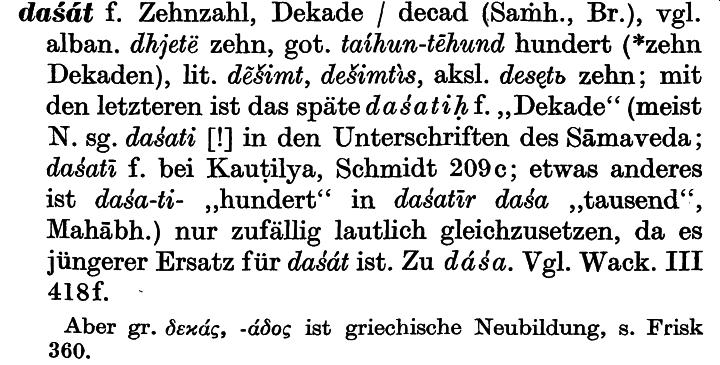 daśát f. Zehnzahl, Dekade / decad (Saṁh., Br.), vgl.
alban. dhjetë zehn, got. taíhun-tēhund hundert (*zehn
Dekaden), lit. dẽšimt, dešimtìs, aksl. desętь zehn; mit
den letzteren ist das späte daśatiḥ f. „Dekade“ (meist
N. sg. daśati [!] in den Unterschriften des Sāmaveda;
daśatī f. bei Kauṭilya, Schmidt 209c; etwas anderes
ist daśa-ti- „hundert“ in daśatīr daśa „tausend“,
Mahābh.) nur zufällig lautlich gleichzusetzen, da es
jüngerer Ersatz für daśát ist. Zu dáśa. Vgl. Wack. III
418f.
Aber gr. δεκάς, -άδος ist griechische Neubildung, s. Frisk
360.